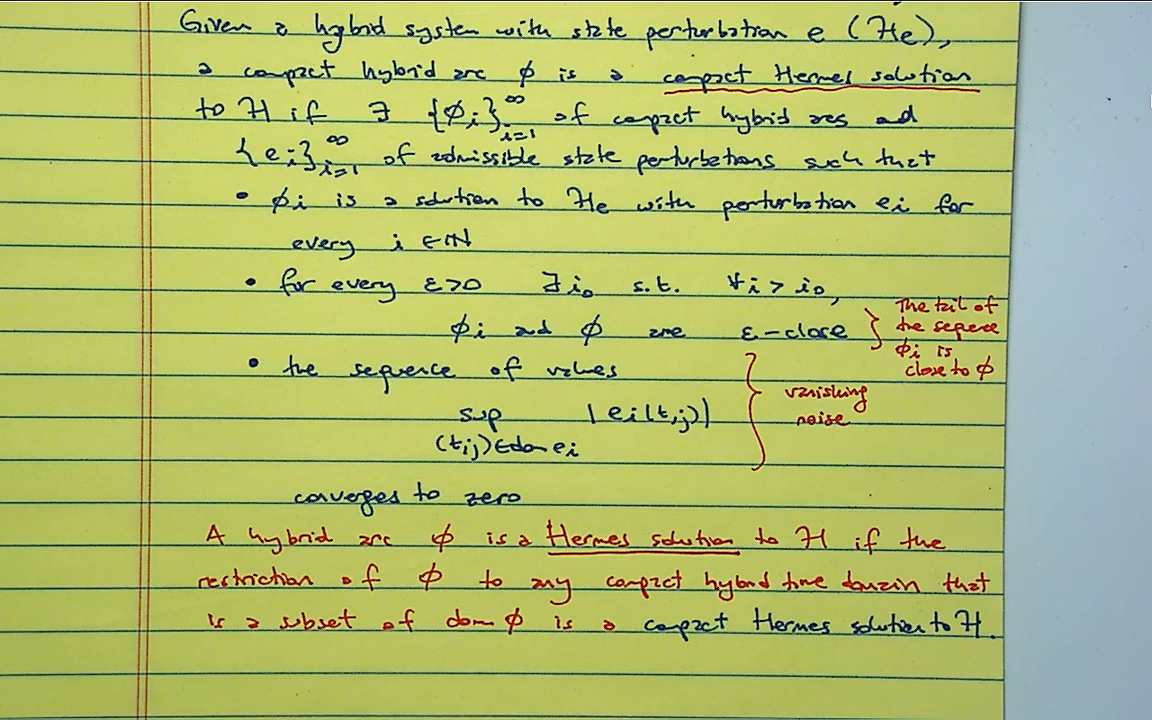 Given a hybrid system with state perturbation e (ℋe),
a compact hybrid arc ϕ is a compact Hermes solution
to ℋ if ∃ {ϕi}_{i=1}^∞ of compact hybrid arcs and
{ei}_{i=1}^∞ of admissible state perturbations such that
• ϕi is a solution to ℋe with perturbation ei for
every i ∈ ℕ
• for every ε>0 ∃ i₀ s.t. ∀i > i₀,
ϕi and ϕ are ε-close
The tail of
the sequence
ϕi is
close to ϕ
• the sequence of values
sup |ei(t,j)|
(t,j)∈dom ei
vanishing
noise
converges to zero
A hybrid arc ϕ is a Hermes solution to ℋ if the
restriction of ϕ to any compact hybrid time domain that
is a subset of dom ϕ is a compact Hermes solution to ℋ.